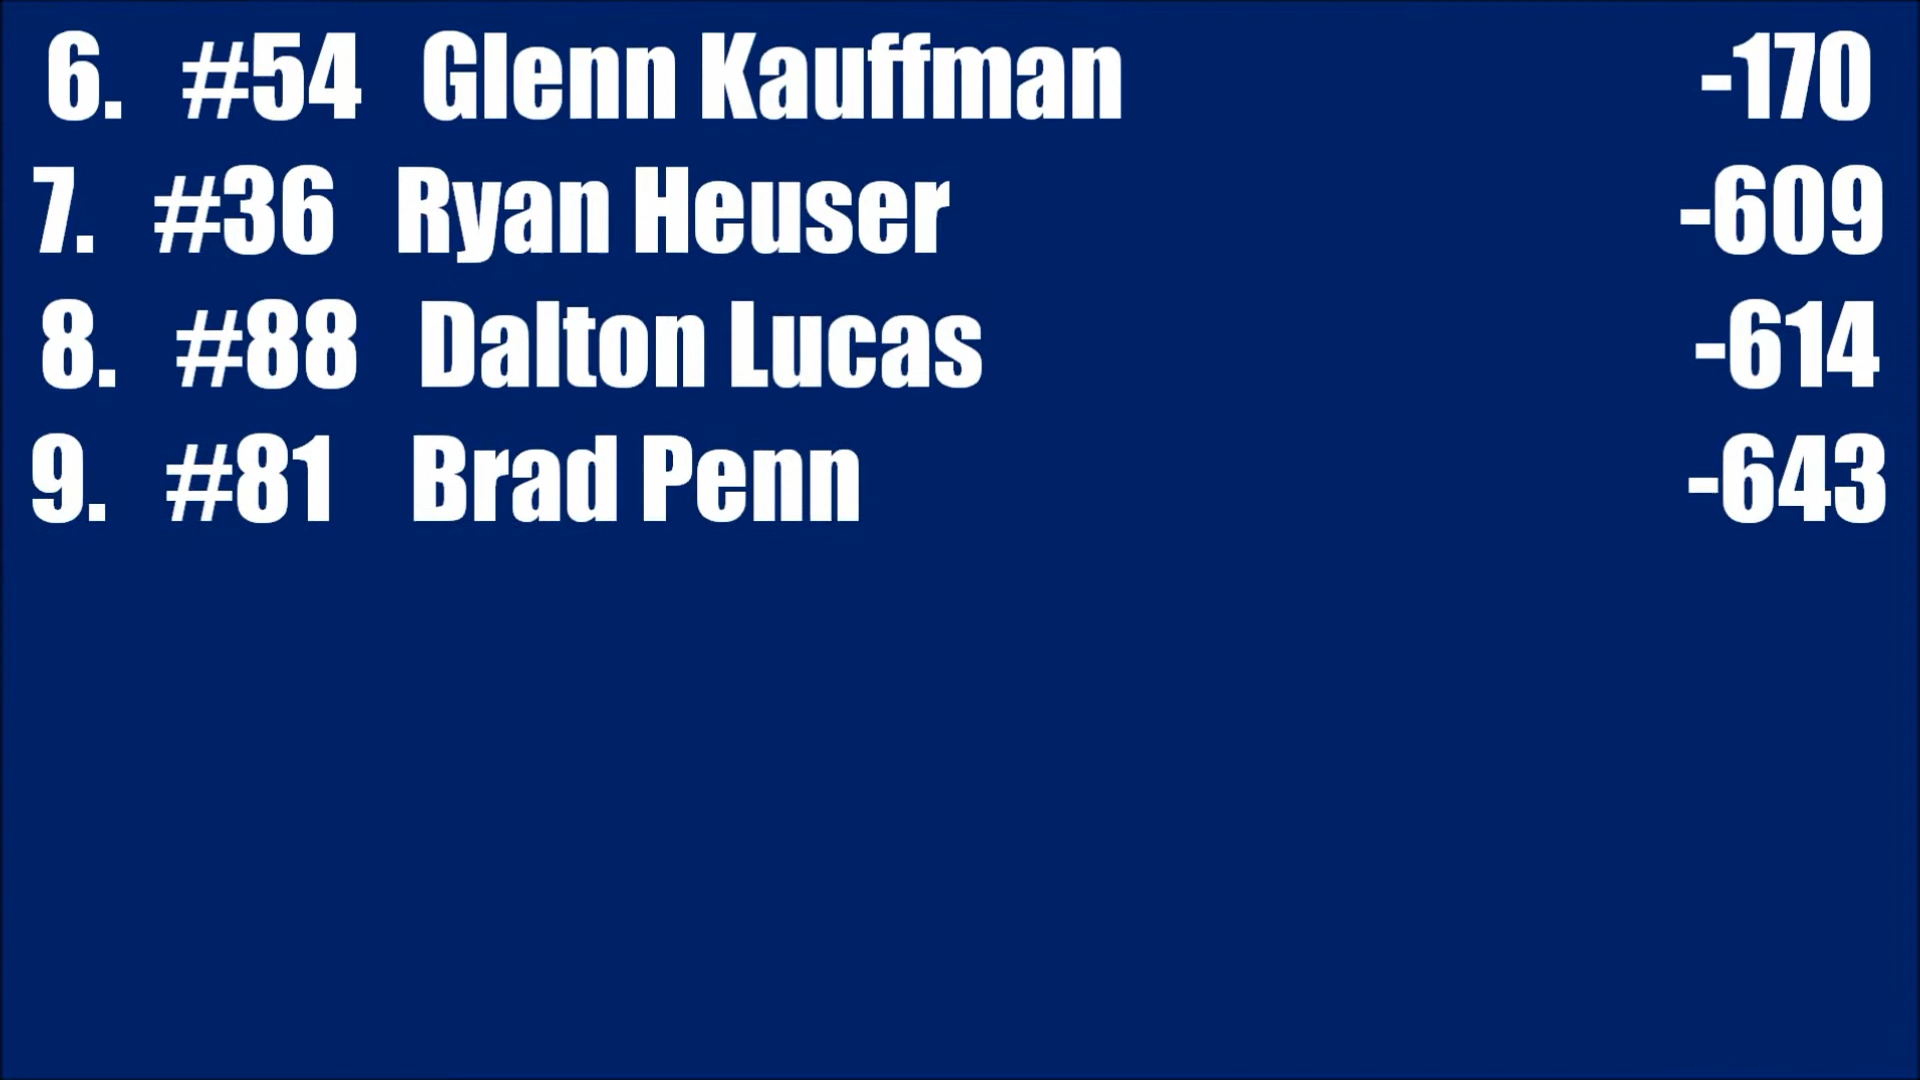 6. #54 Glenn Kauffman -170
7. #36 Ryan Heuser -609
8. #88 Dalton Lucas -614
9. #81 Brad Penn -643